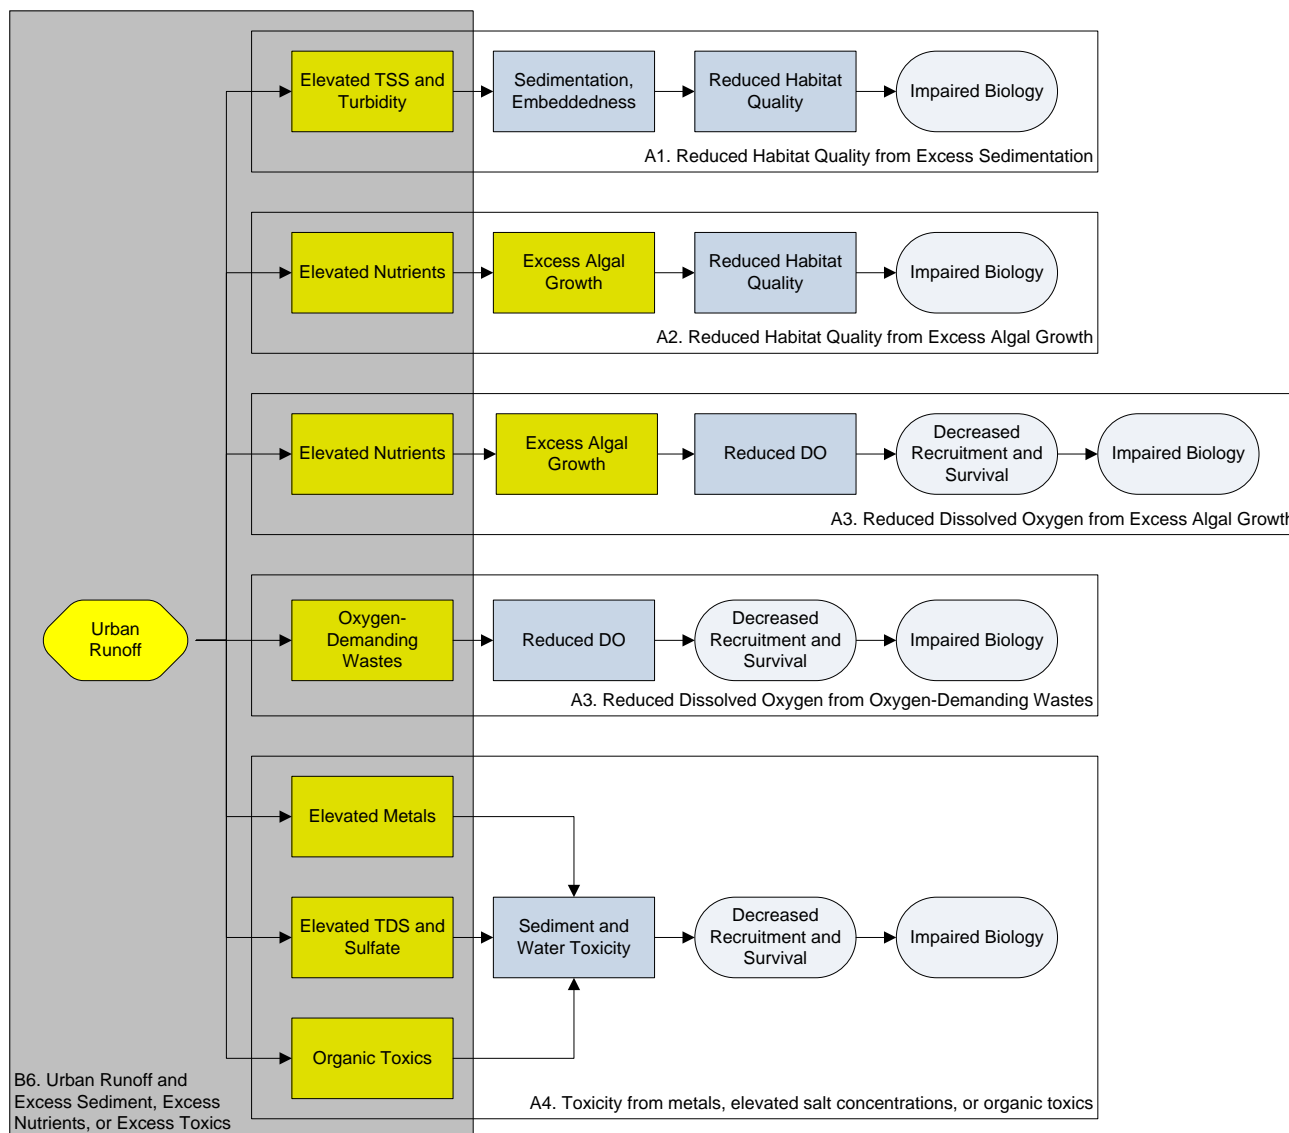 Elevated TSS and
Turbidity
Sedimentation,
Embeddedness
Reduced Habitat
Quality
Impaired Biology
A1. Reduced Habitat Quality from Excess Sedimentation
Elevated Nutrients
Excess Algal
Growth
Reduced Habitat
Quality
Impaired Biology
A2. Reduced Habitat Quality from Excess Algal Growth
Elevated Nutrients
Excess Algal
Growth
Reduced DO
Decreased
Recruitment and
Survival
Impaired Biology
A3. Reduced Dissolved Oxygen from Excess Algal Growth
Urban
Runoff
Oxygen-
Demanding
Wastes
Reduced DO
Decreased
Recruitment and
Survival
Impaired Biology
A3. Reduced Dissolved Oxygen from Oxygen-Demanding Wastes
Elevated Metals
Elevated TDS and
Sulfate
Sediment and
Water Toxicity
Decreased
Recruitment and
Survival
Impaired Biology
Organic Toxics
A4. Toxicity from metals, elevated salt concentrations, or organic toxics
B6. Urban Runoff and
Excess Sediment, Excess
Nutrients, or Excess Toxics